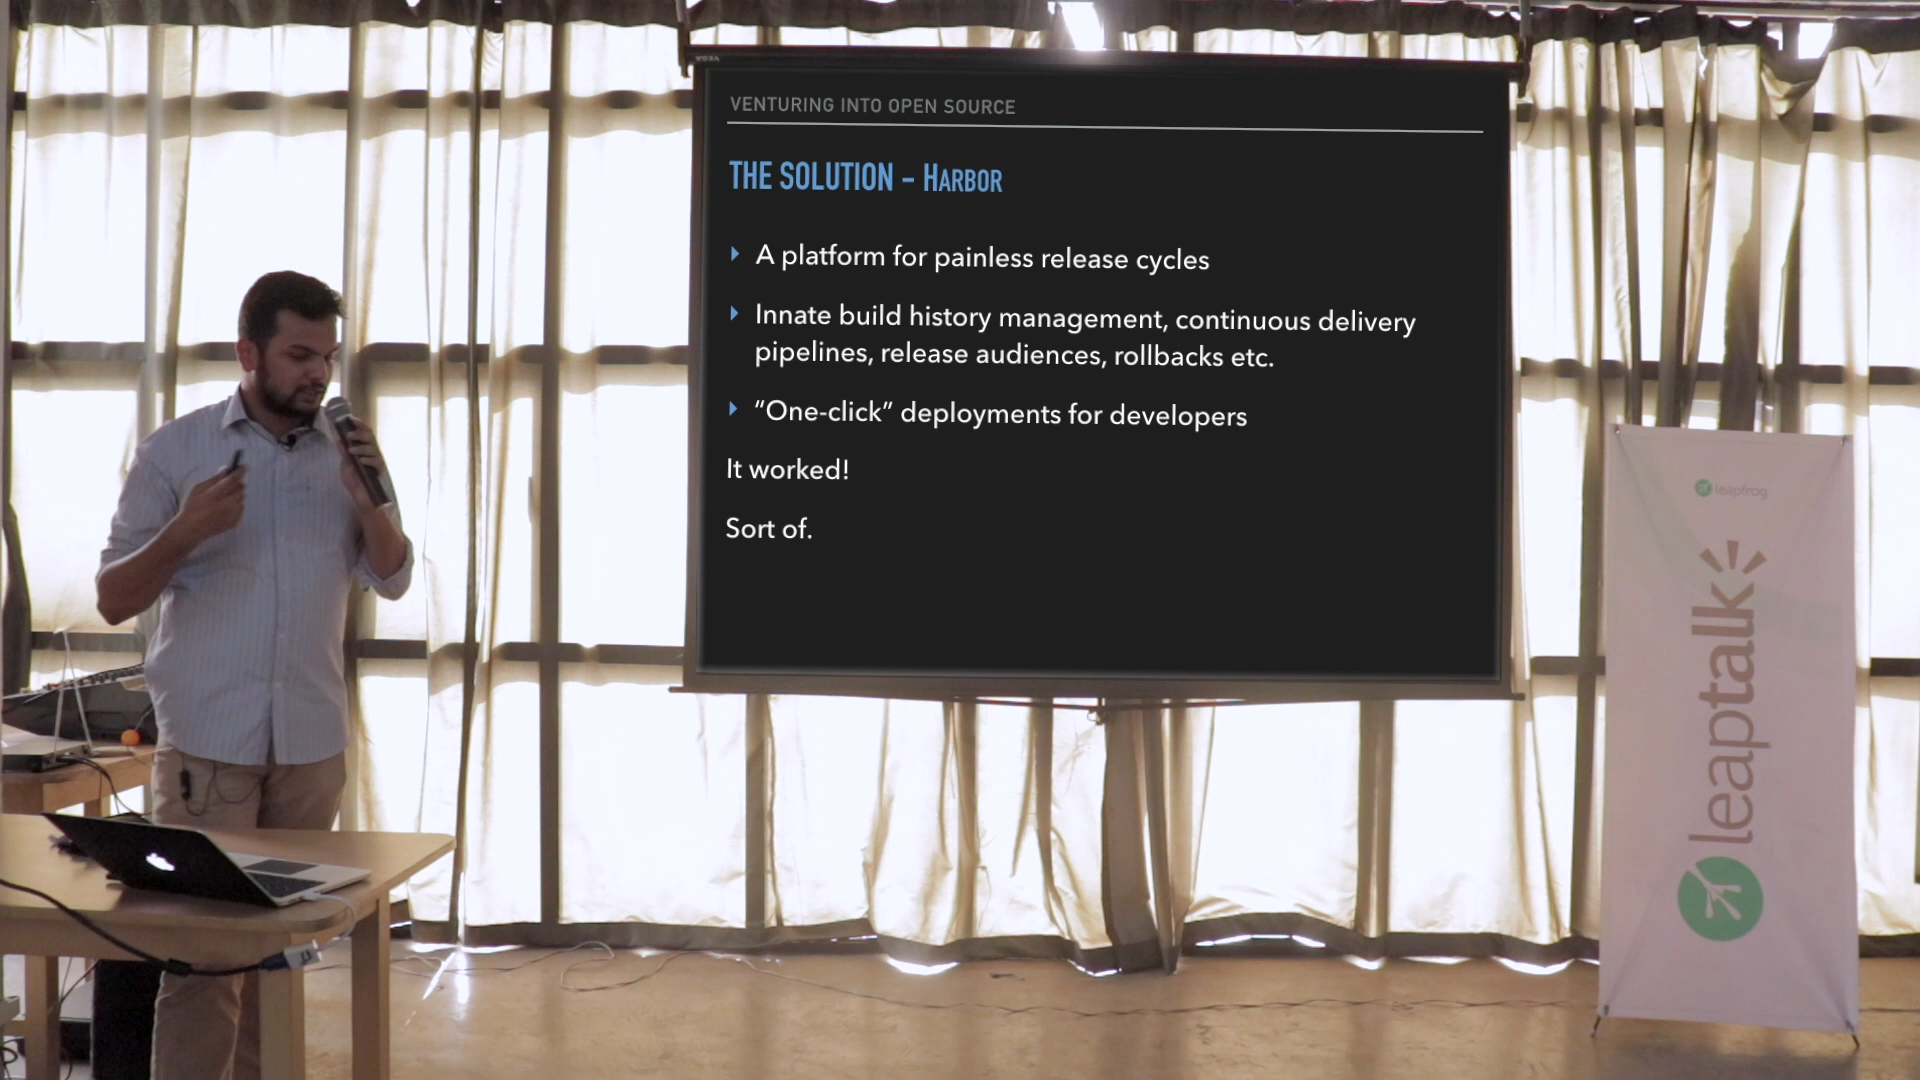 VENTURING INTO OPEN SOURCE
THE SOLUTION – HARBOR
A platform for painless release cycles
Innate build history management, continuous delivery
pipelines, release audiences, rollbacks etc.
“One-click” deployments for developers
It worked!
Sort of.
leapfrog
leaptalk